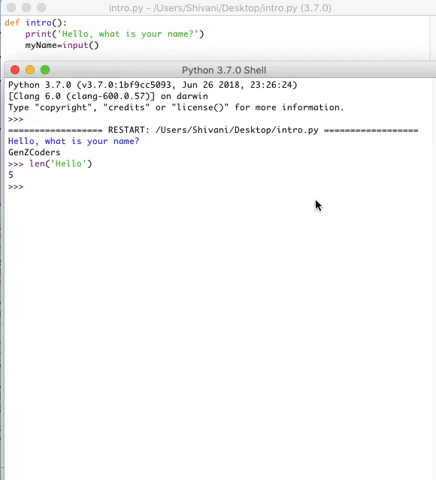 intro.py - /Users/Shivani/Desktop/intro.py (3.7.0)
def intro():
    print('Hello, what is your name?')
    myName=input()
Python 3.7.0 Shell
Python 3.7.0 (v3.7.0:1bf9cc5093, Jun 26 2018, 23:26:24)
[Clang 6.0 (clang-600.0.57)] on darwin
Type "copyright", "credits" or "license()" for more information.
>>>
================== RESTART: /Users/Shivani/Desktop/intro.py ==================
Hello, what is your name?
GenZCoders
>>> len('Hello')
5
>>>